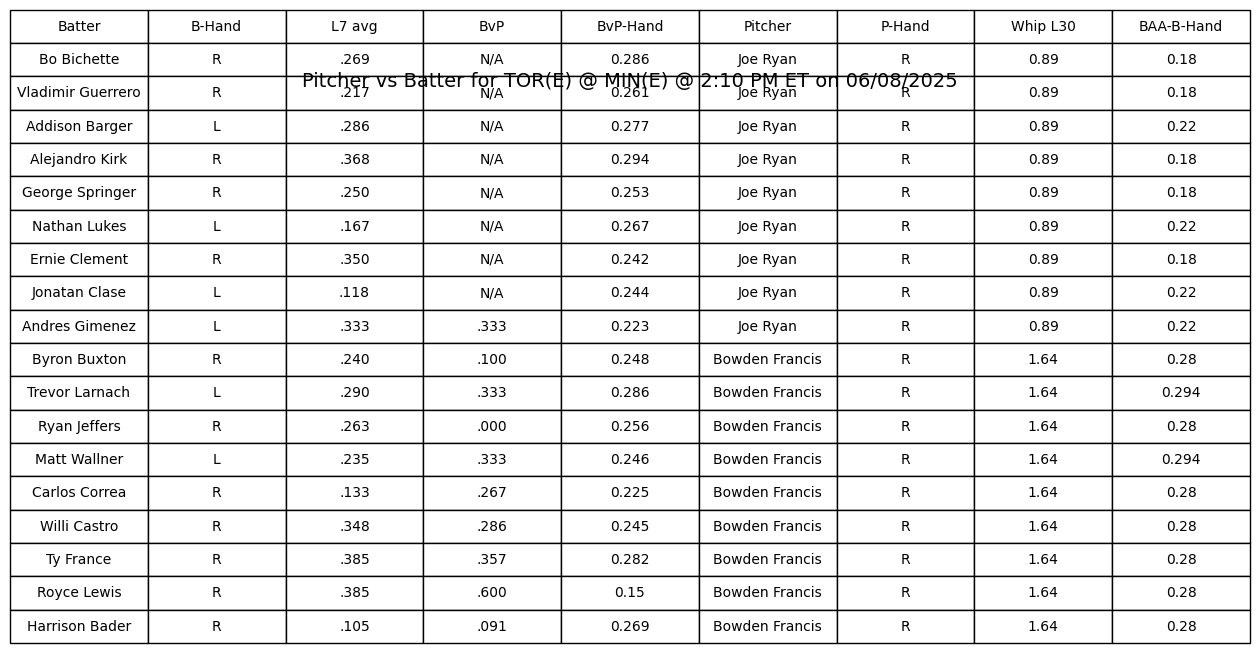 Batter B-Hand L7 avg BvP BvP-Hand Pitcher P-Hand Whip L30 BAA-B-Hand
Bo Bichette R .269 N/A 0.286 Joe Ryan R 0.89 0.18
Pitcher vs Batter for TOR(E) @ MIN(E) @ 2:10 PM ET on 06/08/2025
Vladimir Guerrero R .217 N/A 0.261 Joe Ryan R 0.89 0.18
Addison Barger L .286 N/A 0.277 Joe Ryan R 0.89 0.22
Alejandro Kirk R .368 N/A 0.294 Joe Ryan R 0.89 0.18
George Springer R .250 N/A 0.253 Joe Ryan R 0.89 0.18
Nathan Lukes L .167 N/A 0.267 Joe Ryan R 0.89 0.22
Ernie Clement R .350 N/A 0.242 Joe Ryan R 0.89 0.18
Jonatan Clase L .118 N/A 0.244 Joe Ryan R 0.89 0.22
Andres Gimenez L .333 .333 0.223 Joe Ryan R 0.89 0.22
Byron Buxton R .240 .100 0.248 Bowden Francis R 1.64 0.28
Trevor Larnach L .290 .333 0.286 Bowden Francis R 1.64 0.294
Ryan Jeffers R .263 .000 0.256 Bowden Francis R 1.64 0.28
Matt Wallner L .235 .333 0.246 Bowden Francis R 1.64 0.294
Carlos Correa R .133 .267 0.225 Bowden Francis R 1.64 0.28
Willi Castro R .348 .286 0.245 Bowden Francis R 1.64 0.28
Ty France R .385 .357 0.282 Bowden Francis R 1.64 0.28
Royce Lewis R .385 .600 0.15 Bowden Francis R 1.64 0.28
Harrison Bader R .105 .091 0.269 Bowden Francis R 1.64 0.28